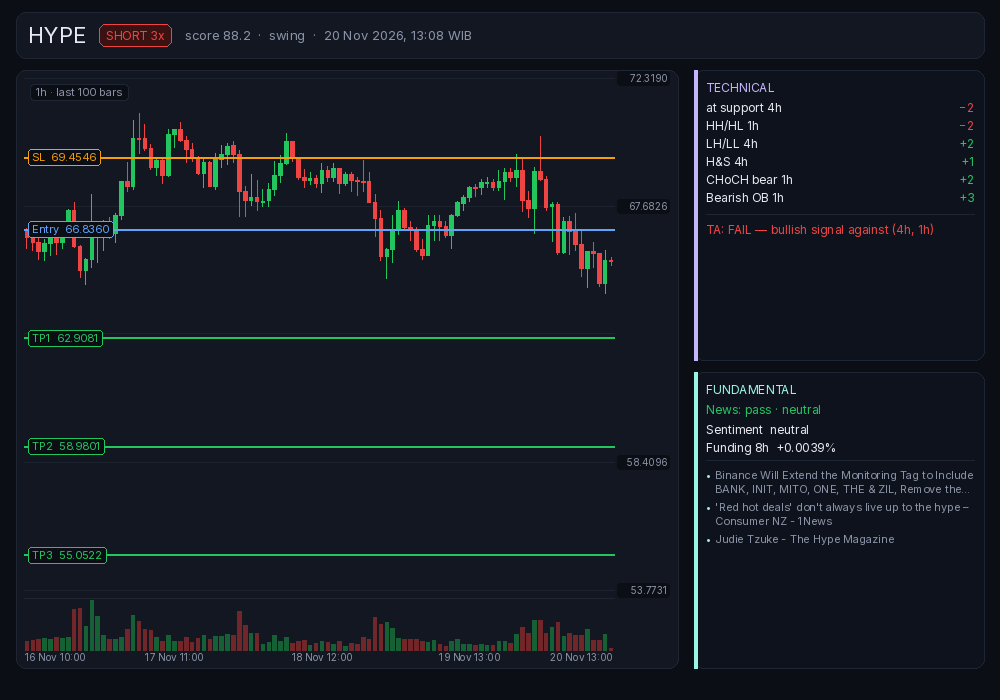 HYPE
SHORT 3x
score 88.2 · swing · 20 Nov 2026, 13:08 WIB
1h · last 100 bars
72.3190
SL 69.4546
67.6826
Entry 66.8360
TP1 62.9081
TP2 58.9801
58.4096
TP3 55.0522
53.7731
16 Nov 10:00
17 Nov 11:00
18 Nov 12:00
19 Nov 13:00
20 Nov 13:00
TECHNICAL
at support 4h −2
HH/HL 1h −2
LH/LL 4h +2
H&S 4h +1
CHoCH bear 1h +2
Bearish OB 1h +3
TA: FAIL — bullish signal against (4h, 1h)
FUNDAMENTAL
News: pass · neutral
Sentiment neutral
Funding 8h +0.0039%
• Binance Will Extend the Monitoring Tag to Include
BANK, INIT, MITO, ONE, THE & ZIL, Remove the…
• 'Red hot deals' don't always live up to the hype –
Consumer NZ - 1News
• Judie Tzuke - The Hype Magazine